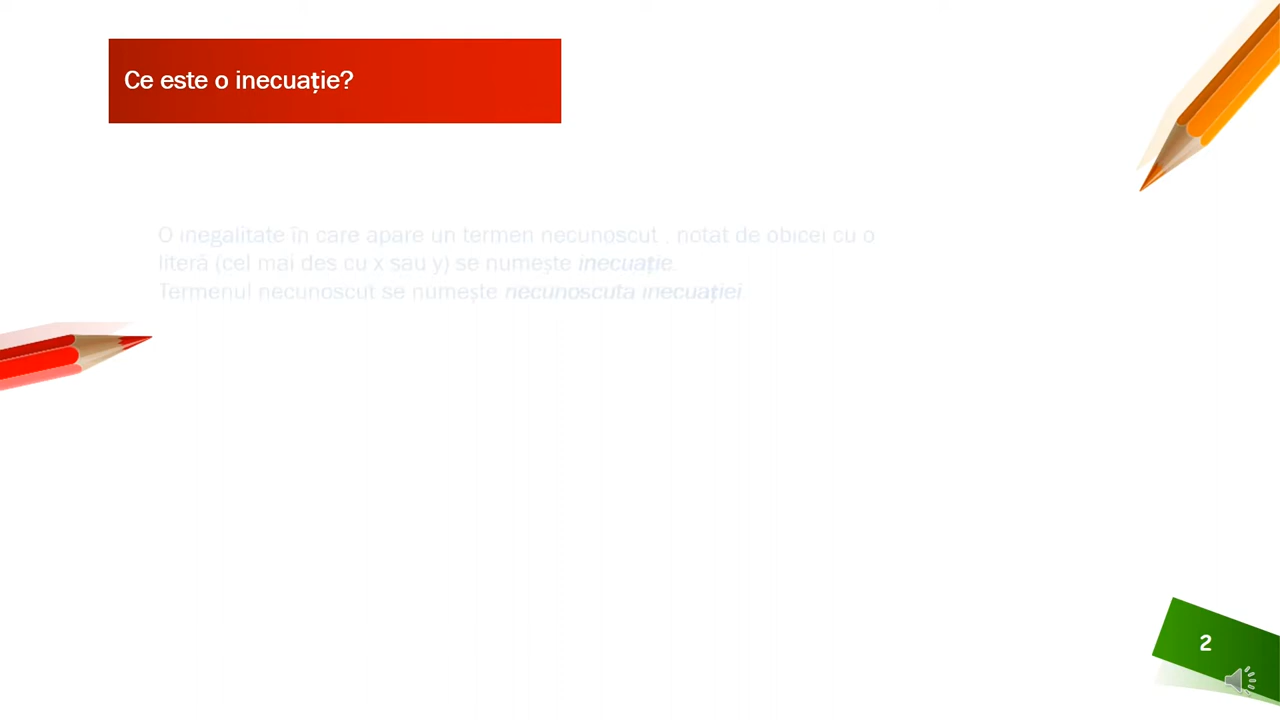 Ce este o inecuație?
O inegalitate în care apare un termen necunoscut , notat de obicei cu o
literă (cel mai des cu x sau y) se numește inecuație.
Termenul necunoscut se numește necunoscuta inecuației.
2